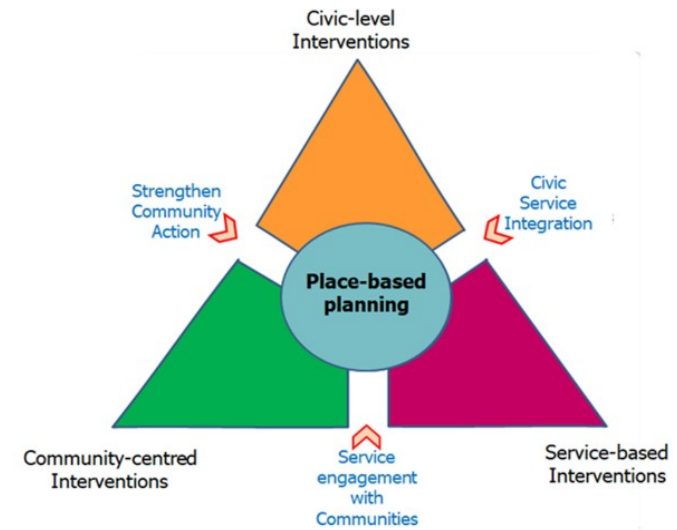 Civic-level
Interventions
Strengthen
Community
Action
Civic
Service
Integration
Place-based
planning
Community-centred
Interventions
Service
engagement
with
Communities
Service-based
Interventions